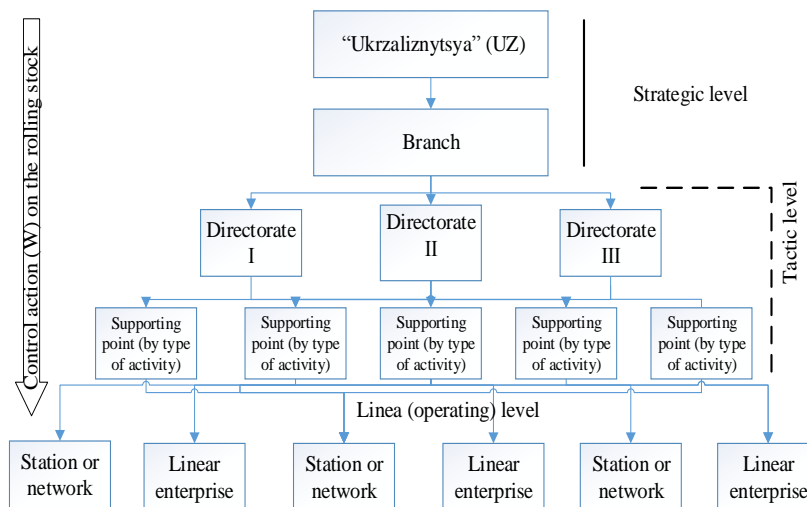 “Ukrzaliznytsya” (UZ)
Strategic level
Branch
Control action (W) on the rolling stock
Tactic level
Directorate
I
Directorate
II
Directorate
III
Supporting
point (by type
of activity)
Supporting
point (by type
of activity)
Supporting
point (by type
of activity)
Supporting
point (by type
of activity)
Supporting
point (by type
of activity)
Linea (operating) level
Station or
network
Linear
enterprise
Station or
network
Linear
enterprise
Station or
network
Linear
enterprise